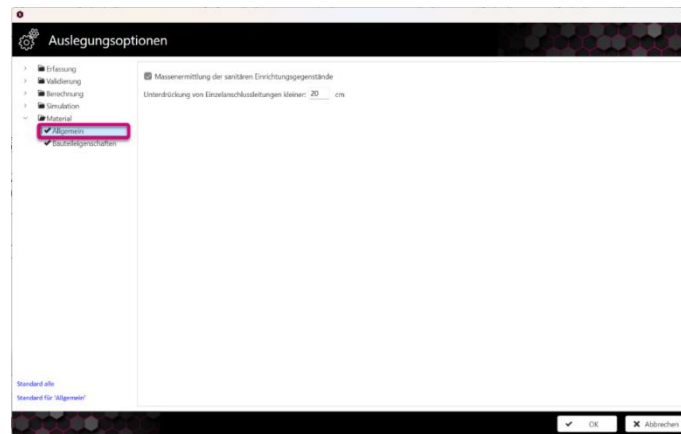 Auslegungsoptionen
Erfassung
Validierung
Berechnung
Simulation
Material
Allgemein
Bauteileigenschaften
Massenermittlung der sanitären Einrichtungsgegenstände
Unterdrückung von Einzelanschlussleitungen kleiner: 20 cm
Standard alle
Standard für 'Allgemein'
OK
Abbrechen